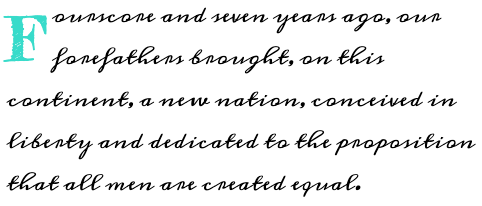 Fourscore and seven years ago, our
forefathers brought, on this
continent, a new nation, conceived in
liberty and dedicated to the proposition
that all men are created equal.